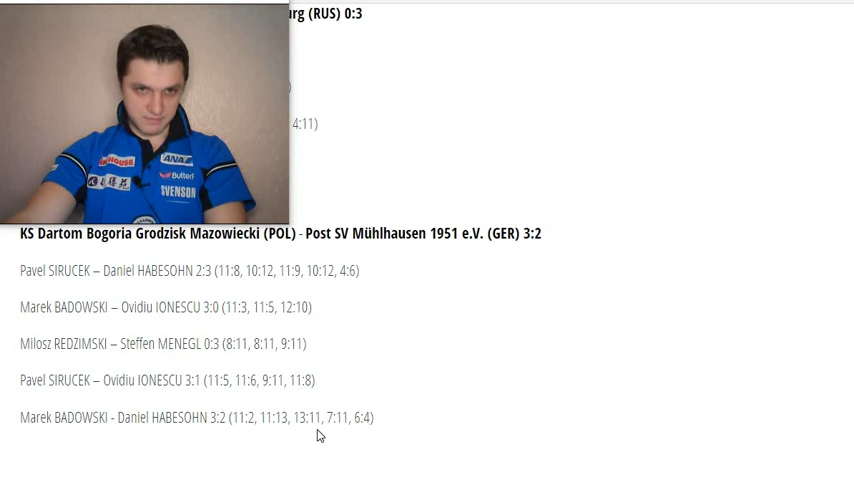 urg (RUS) 0:3
)
4:11)
HOUSE
ANA
Butterf
SVENSON
KS Dartom Bogoria Grodzisk Mazowiecki (POL) - Post SV Mühlhausen 1951 e.V. (GER) 3:2
Pavel SIRUCEK – Daniel HABESOHN 2:3 (11:8, 10:12, 11:9, 10:12, 4:6)
Marek BADOWSKI – Ovidiu IONESCU 3:0 (11:3, 11:5, 12:10)
Milosz REDZIMSKI – Steffen MENEGL 0:3 (8:11, 8:11, 9:11)
Pavel SIRUCEK – Ovidiu IONESCU 3:1 (11:5, 11:6, 9:11, 11:8)
Marek BADOWSKI - Daniel HABESOHN 3:2 (11:2, 11:13, 13:11, 7:11, 6:4)